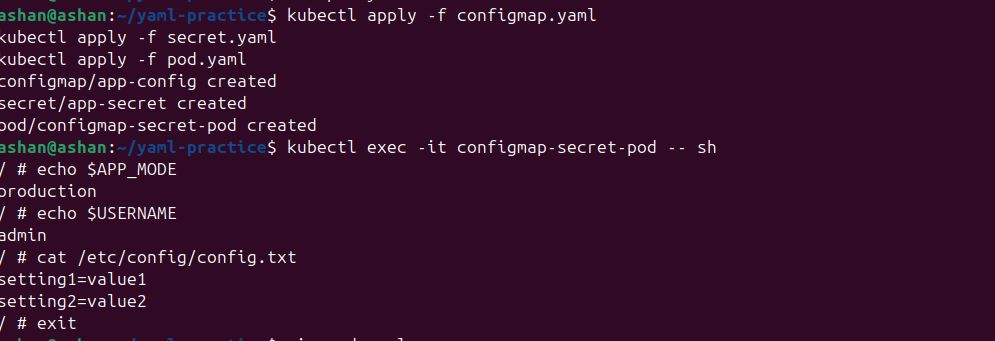 ashan@ashan:~/yaml-practice$ kubectl apply -f configmap.yaml
kubectl apply -f secret.yaml
kubectl apply -f pod.yaml
configmap/app-config created
secret/app-secret created
pod/configmap-secret-pod created
ashan@ashan:~/yaml-practice$ kubectl exec -it configmap-secret-pod -- sh
/ # echo $APP_MODE
production
/ # echo $USERNAME
admin
/ # cat /etc/config/config.txt
setting1=value1
setting2=value2
/ # exit